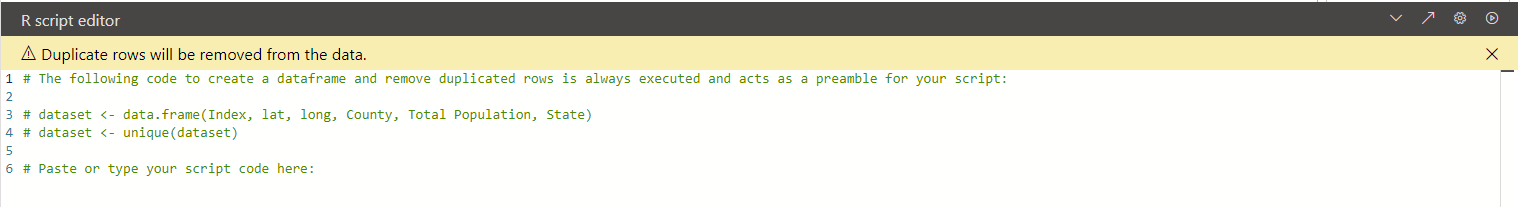 R script editor
Duplicate rows will be removed from the data.
1 # The following code to create a dataframe and remove duplicated rows is always executed and acts as a preamble for your script:
2
3 # dataset <- data.frame(Index, lat, long, County, Total Population, State)
4 # dataset <- unique(dataset)
5
6 # Paste or type your script code here: